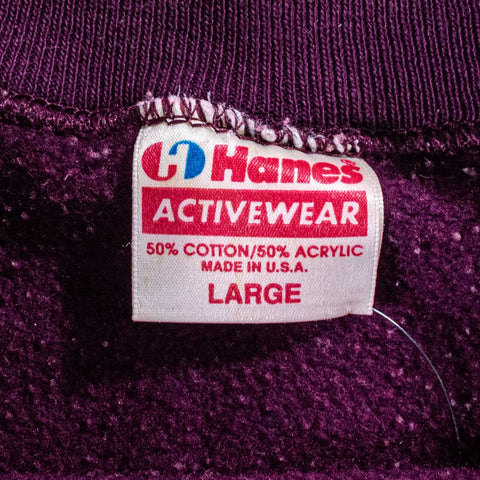 Hanes
ACTIVEWEAR
50% COTTON/50% ACRYLIC
MADE IN U.S.A.
LARGE